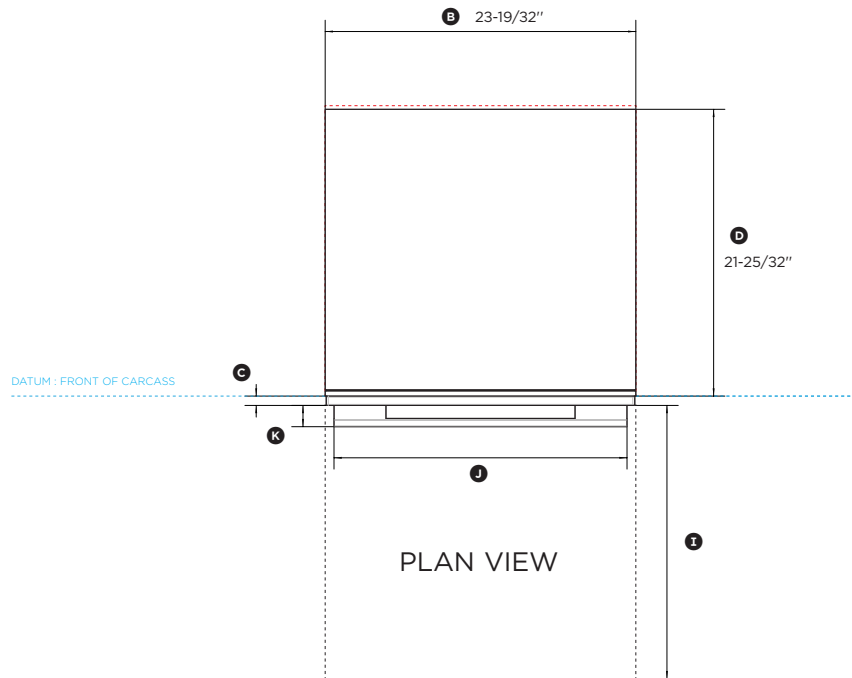 B 23-19/32''
D
21-25/32''
C
DATUM : FRONT OF CARCASS
K
J
I
PLAN VIEW